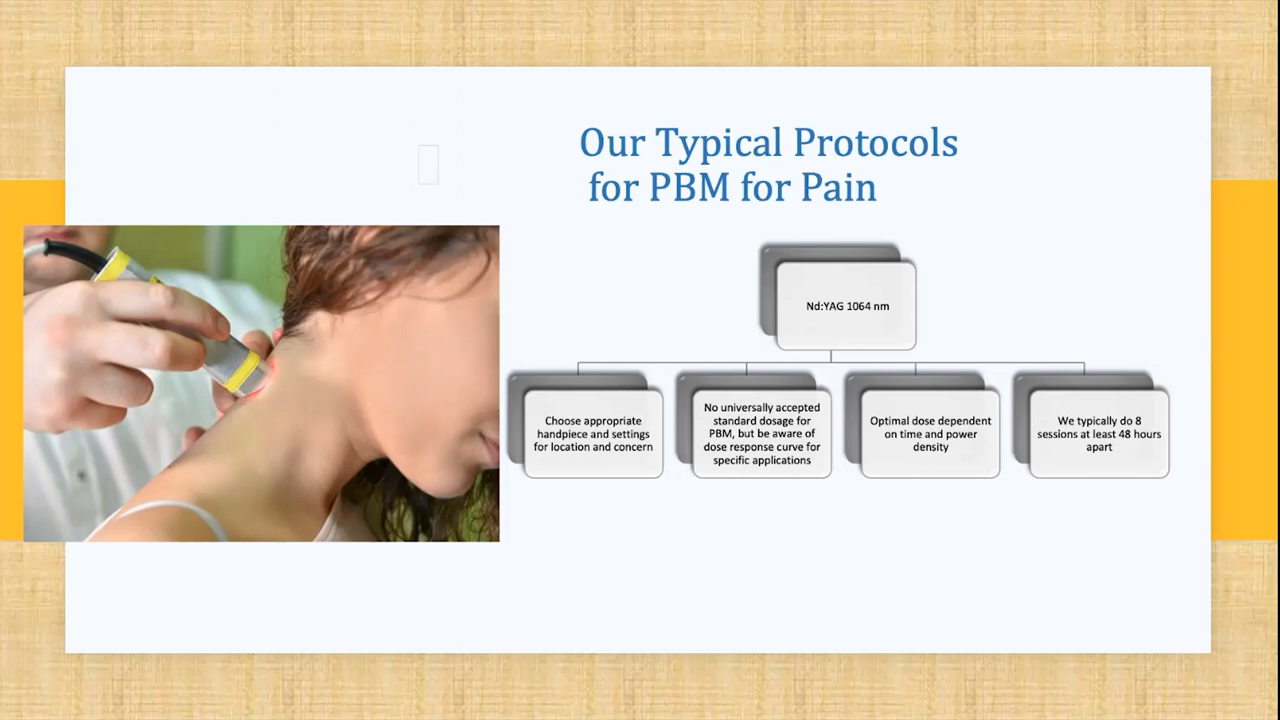 Our Typical Protocols
for PBM for Pain
Nd:YAG 1064 nm
Choose appropriate
handpiece and settings
for location and concern
No universally accepted
standard dosage for
PBM, but be aware of
dose response curve for
specific applications
Optimal dose dependent
on time and power
density
We typically do 8
sessions at least 48 hours
apart